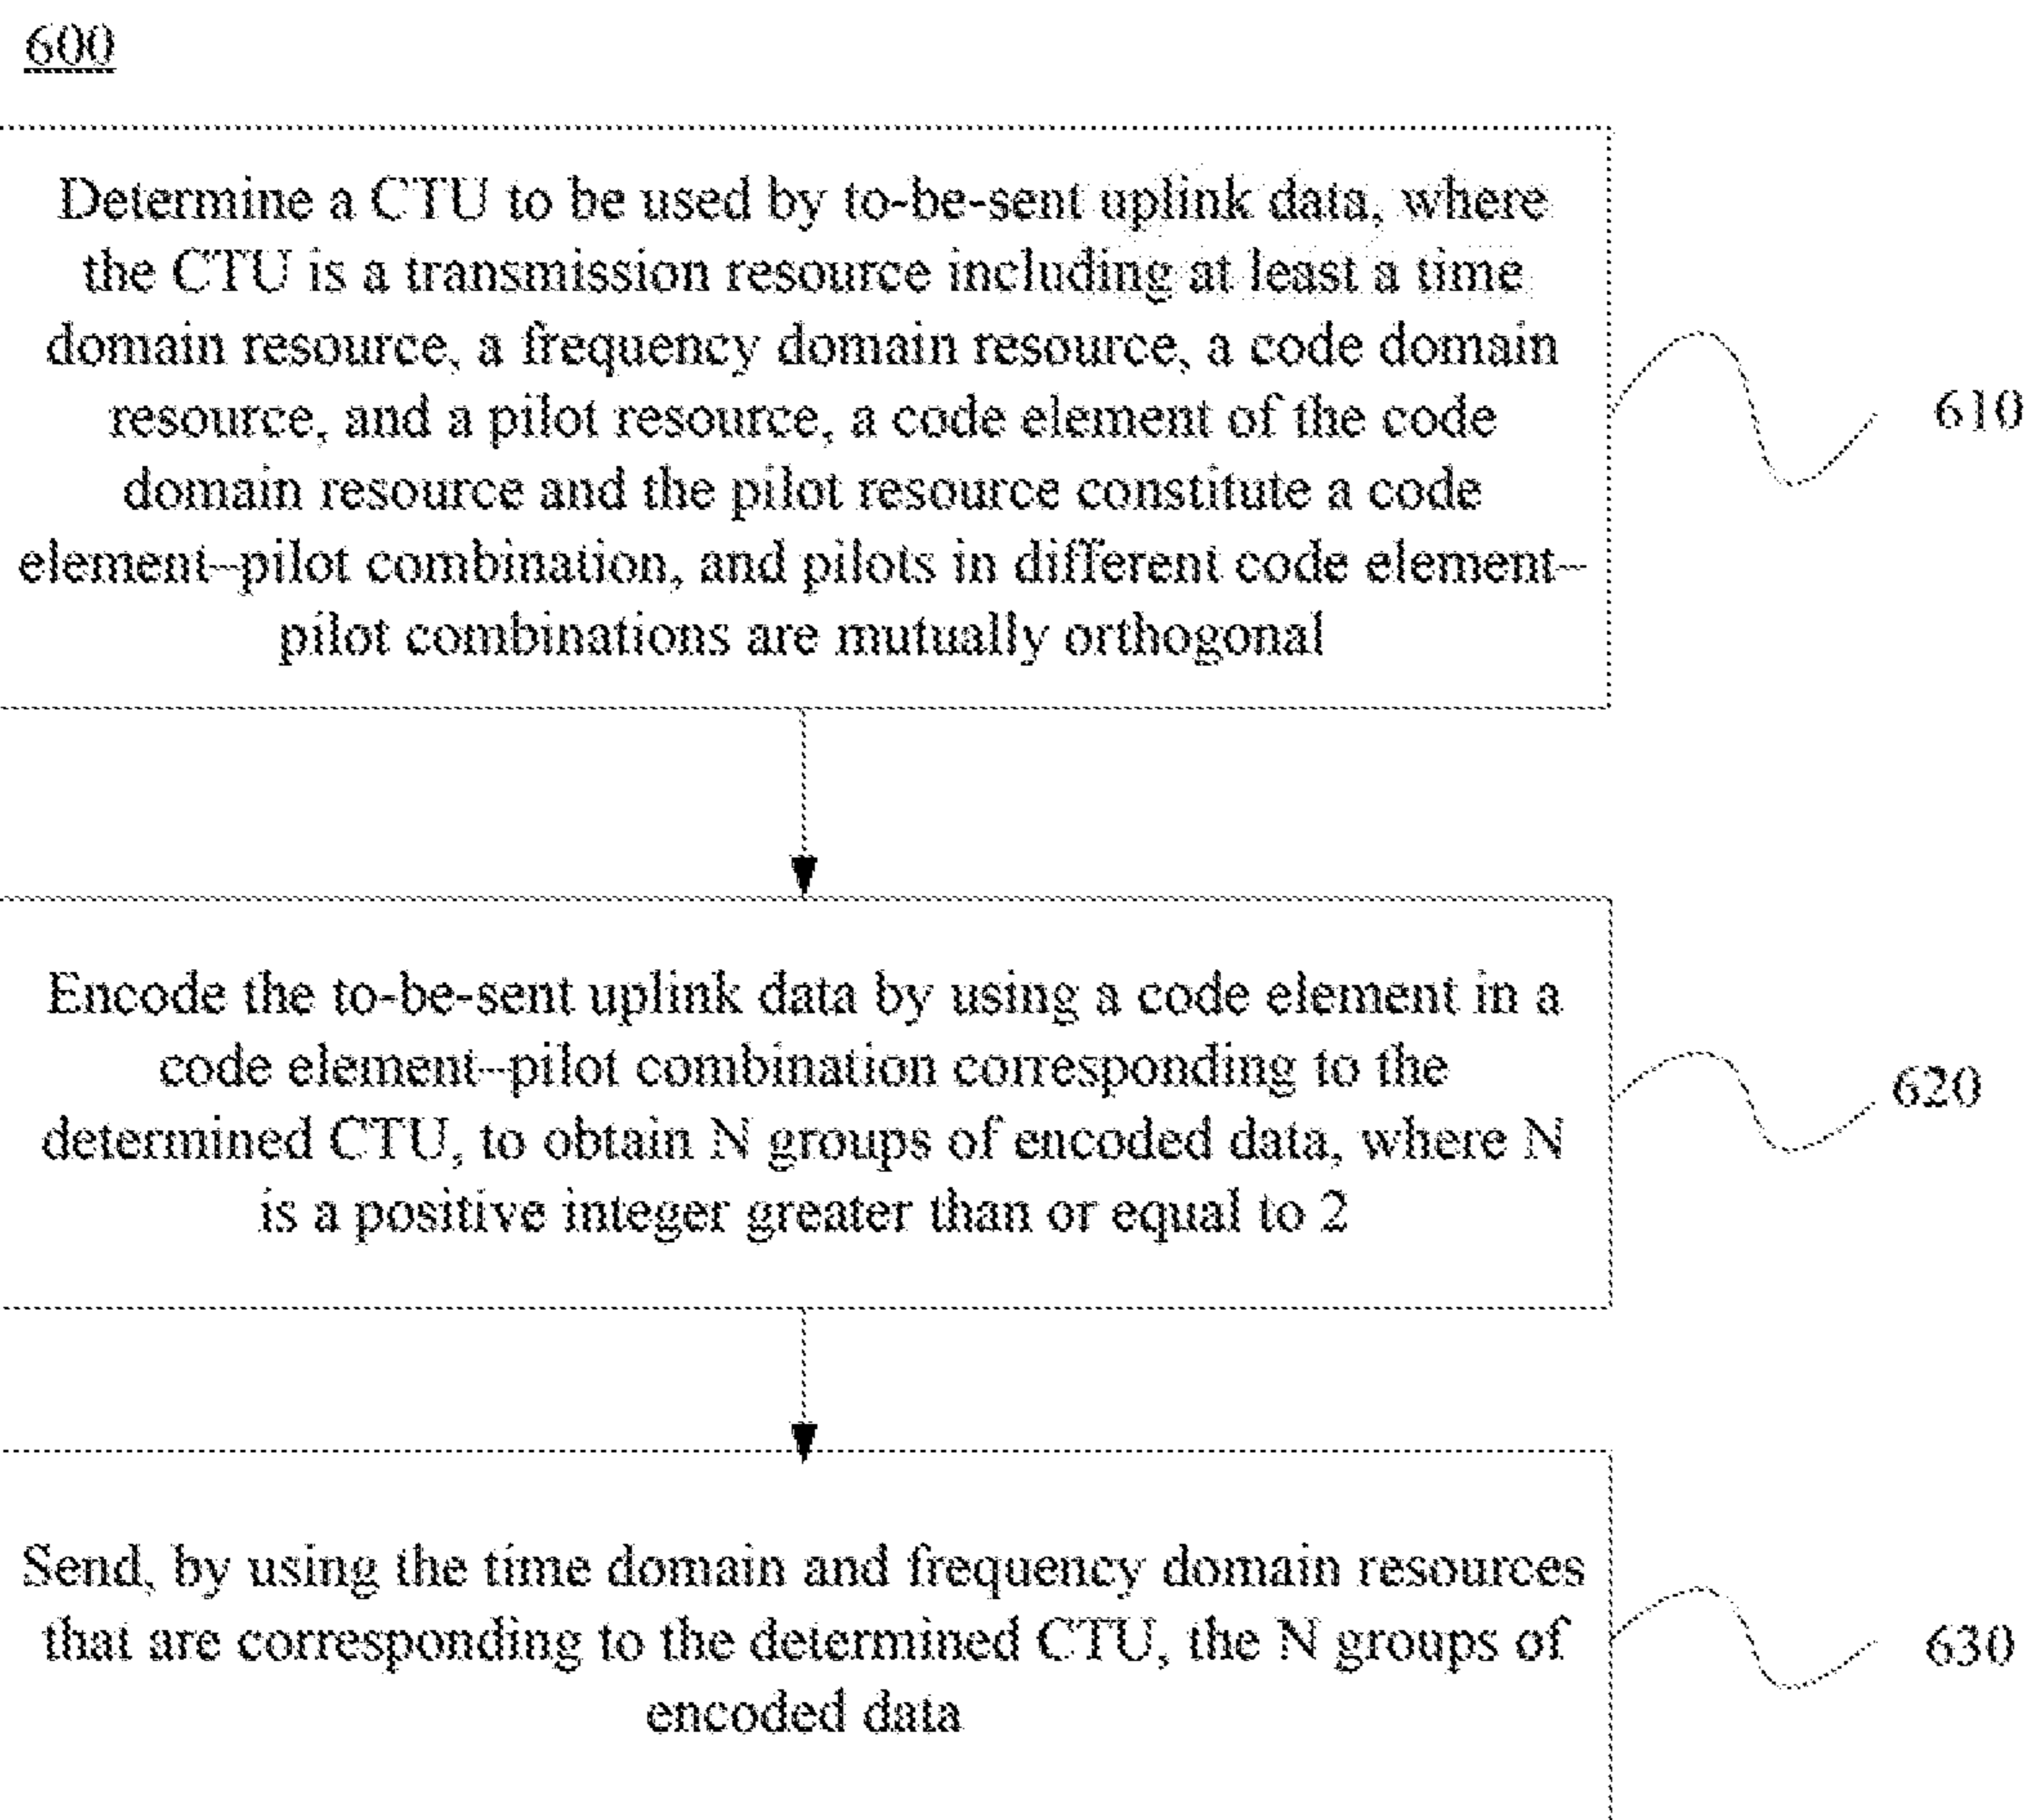 600
Determine a CTU to be used by to-be-sent uplink data, where
the CTU is a transmission resource including at least a time
domain resource, a frequency domain resource, a code domain
resource, and a pilot resource, a code element of the code
domain resource and the pilot resource constitute a code
element–pilot combination, and pilots in different code element–
pilot combinations are mutually orthogonal
610
Encode the to-be-sent uplink data by using a code element in a
code element–pilot combination corresponding to the
determined CTU, to obtain N groups of encoded data, where N
is a positive integer greater than or equal to 2
620
Send, by using the time domain and frequency domain resources
that are corresponding to the determined CTU, the N groups of
encoded data
630